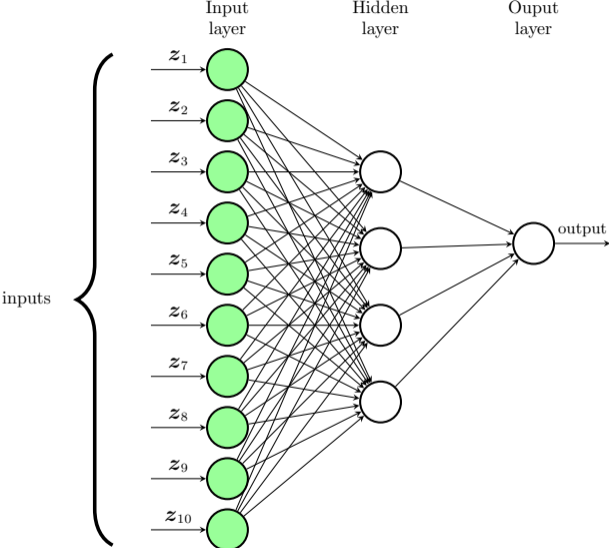 Input
layer
Hidden
layer
Ouput
layer
z1
z2
z3
z4
z5
z6
z7
z8
z9
z10
inputs
output